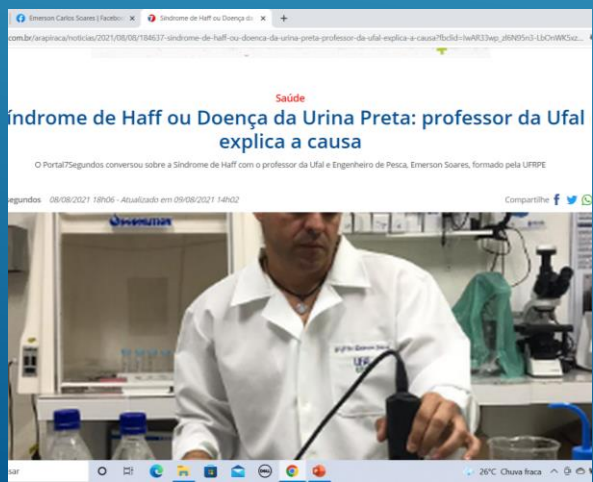 Emerson Carlos Soares | Faceboo
Síndrome de Haff ou Doença da
com.br/arapiraca/noticias/2021/08/08/184637-sindrome-de-haff-ou-doenca-da-urina-preta-professor-da-ufal-explica-a-causa?fbclid=
Saúde
índrome de Haff ou Doença da Urina Preta: professor da Ufal
explica a causa
O Portal7Segundos conversou sobre a Síndrome de Haff com o professor da Ufal e Engenheiro de Pesca, Emerson Soares, formado pela UFRPE
segundos 08/08/2021 18h06 - Atualizado em 09/08/2021 14h02
Compartilhe
sar
DELL
26°C Chuva fraca